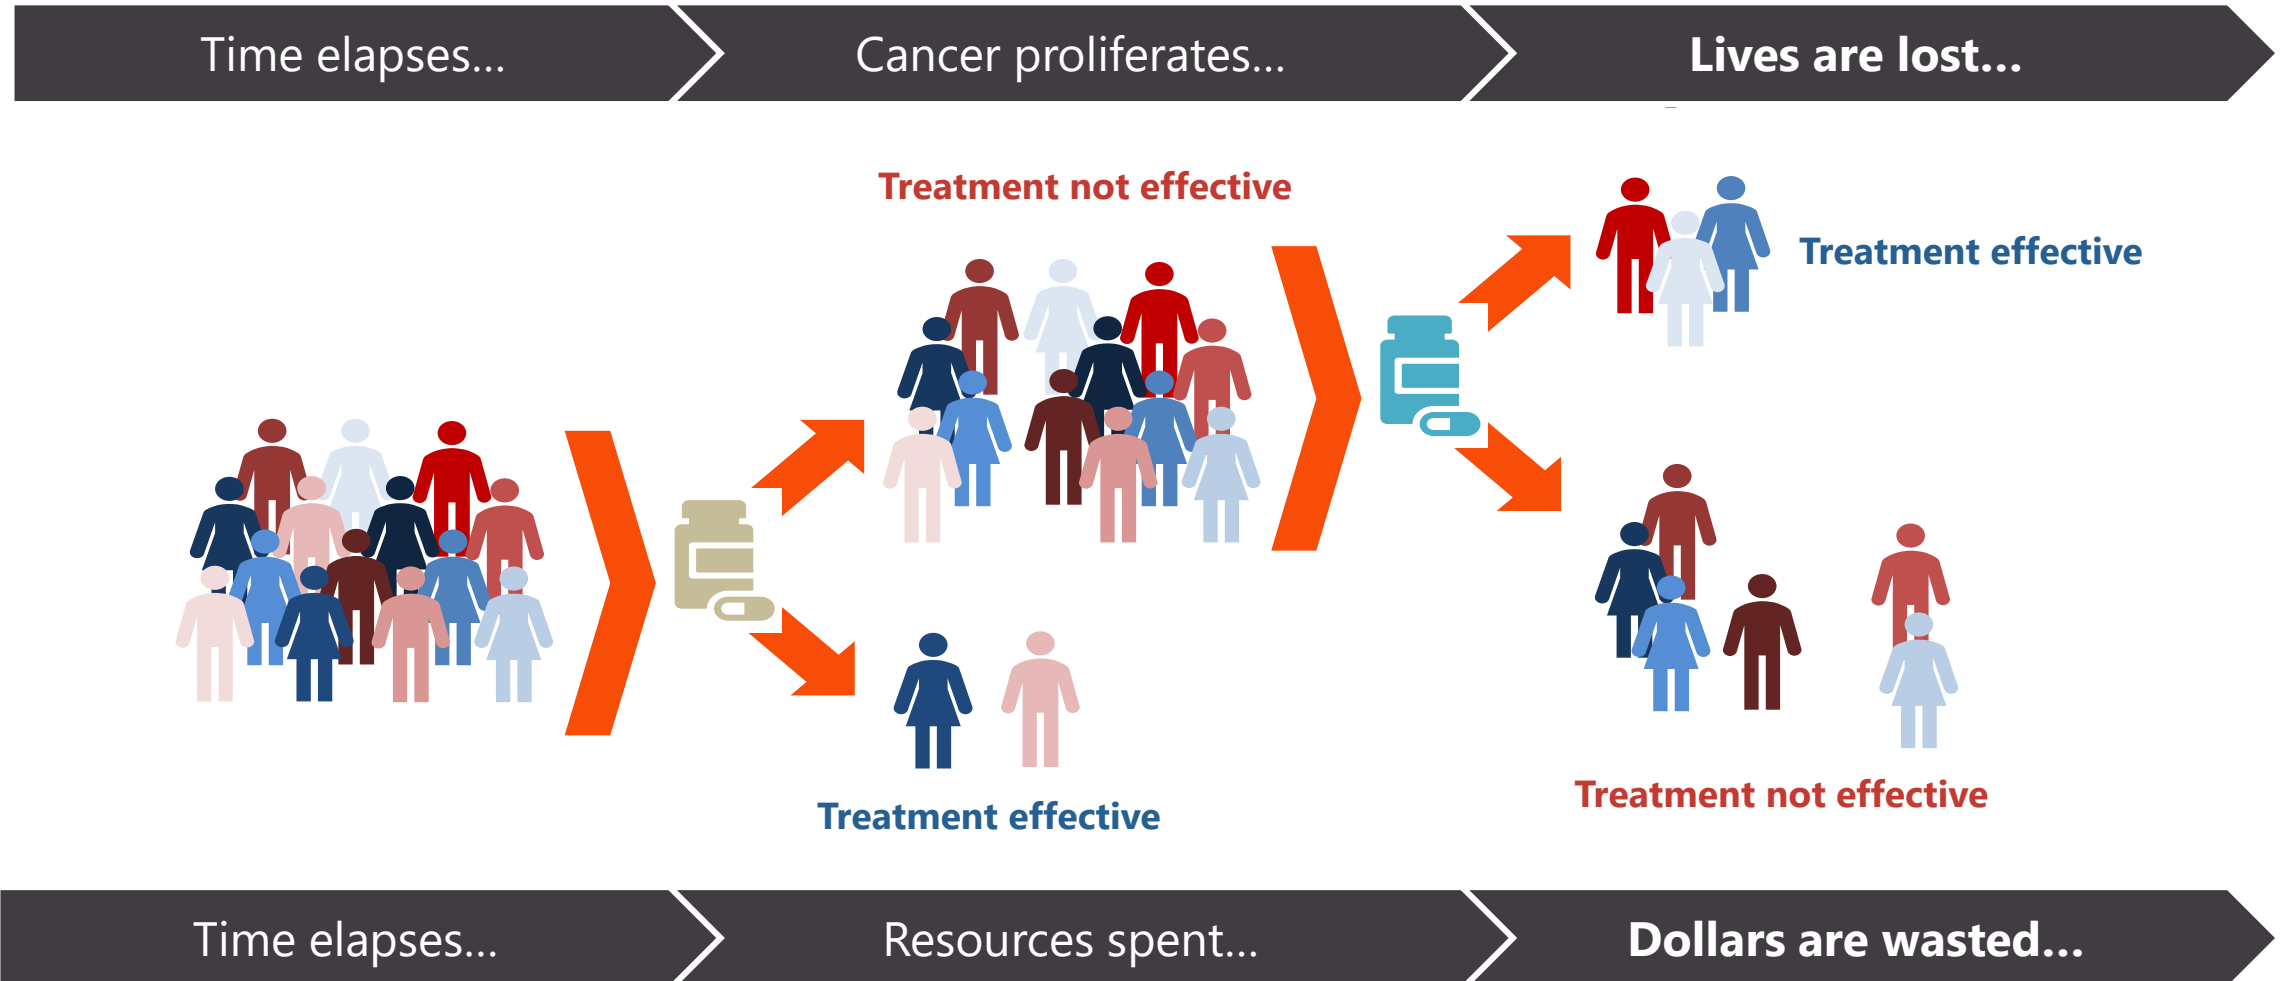 Time elapses...
Cancer proliferates...
Lives are lost...
Treatment not effective
Treatment effective
Treatment effective
Treatment not effective
Time elapses...
Resources spent...
Dollars are wasted...